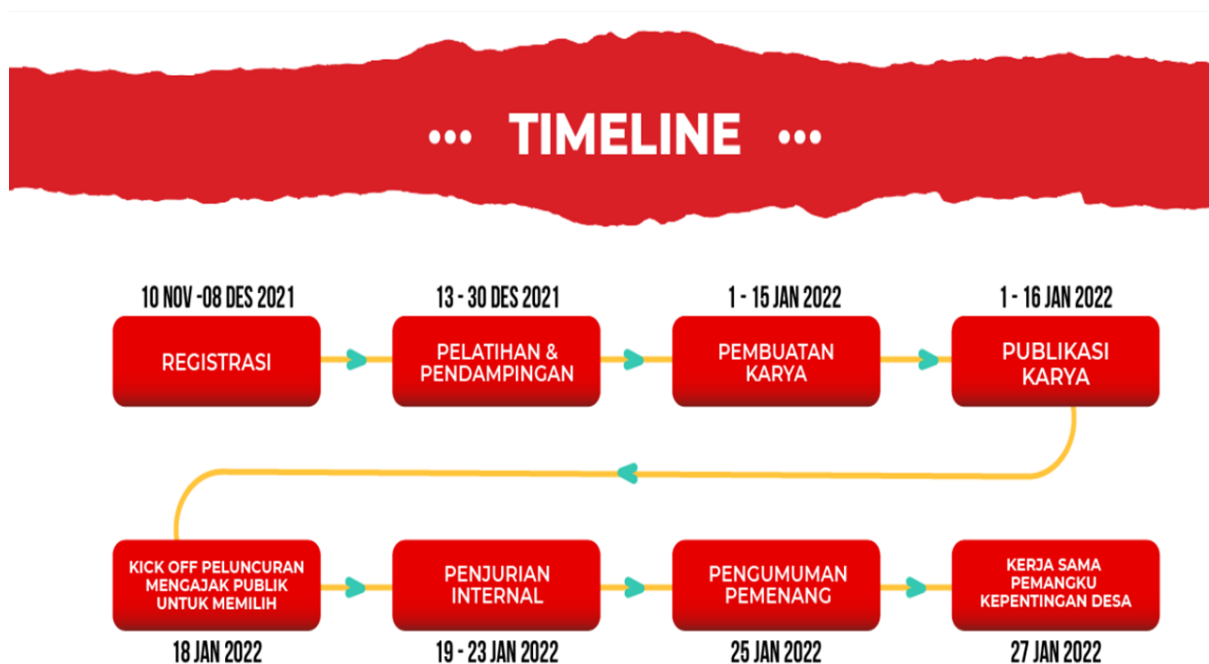 ••• TIMELINE •••
10 NOV -08 DES 2021
REGISTRASI
13 - 30 DES 2021
PELATIHAN &
PENDAMPINGAN
1 - 15 JAN 2022
PEMBUATAN
KARYA
1 - 16 JAN 2022
PUBLIKASI
KARYA
KICK OFF PELUNCURAN
MENGAJAK PUBLIK
UNTUK MEMILIH
18 JAN 2022
PENJURIAN
INTERNAL
19 - 23 JAN 2022
PENGUMUMAN
PEMENANG
25 JAN 2022
KERJA SAMA
PEMANGKU
KEPENTINGAN DESA
27 JAN 2022